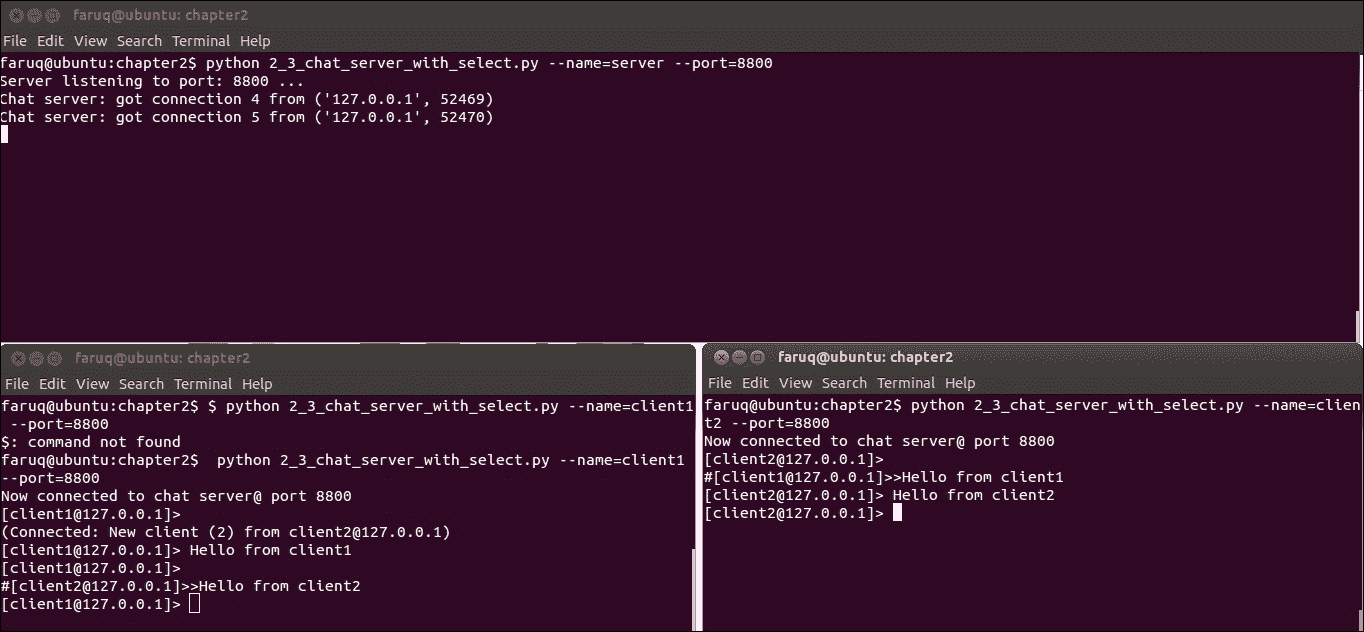 faruq@ubuntu: chapter2
File Edit View Search Terminal Help
faruq@ubuntu:chapter2$ python 2_3_chat_server_with_select.py --name=server --port=8800
Server listening to port: 8800 ...
Chat server: got connection 4 from ('127.0.0.1', 52469)
Chat server: got connection 5 from ('127.0.0.1', 52470)
faruq@ubuntu: chapter2
File Edit View Search Terminal Help
faruq@ubuntu:chapter2$ $ python 2_3_chat_server_with_select.py --name=client1
--port=8800
$: command not found
faruq@ubuntu:chapter2$  python 2_3_chat_server_with_select.py --name=client1
--port=8800
Now connected to chat server@ port 8800
[client1@127.0.0.1]>
(Connected: New client (2) from client2@127.0.0.1)
[client1@127.0.0.1]> Hello from client1
[client1@127.0.0.1]>
#[client2@127.0.0.1]>>Hello from client2
[client1@127.0.0.1]>
faruq@ubuntu: chapter2
File Edit View Search Terminal Help
faruq@ubuntu:chapter2$ python 2_3_chat_server_with_select.py --name=clien
t2 --port=8800
Now connected to chat server@ port 8800
[client2@127.0.0.1]>
#[client1@127.0.0.1]>>Hello from client1
[client2@127.0.0.1]> Hello from client2
[client2@127.0.0.1]>